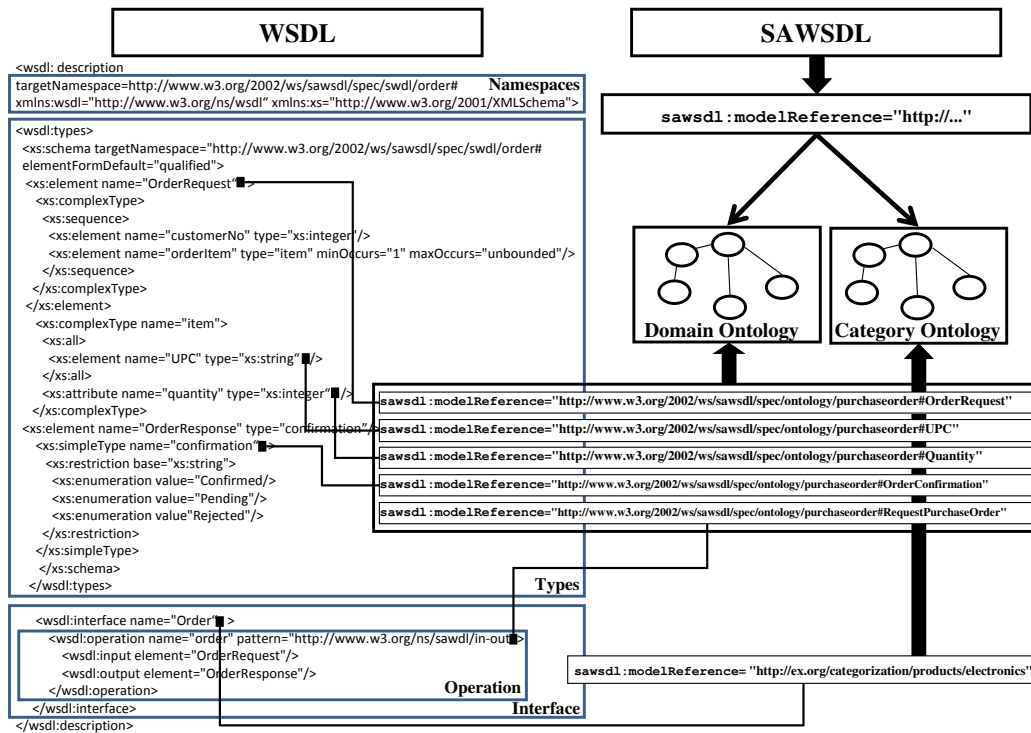 WSDL
<wsdl: description
targetNamespace=http://www.w3.org/2002/ws/sawsdl/spec/swdl/order#
Namespaces
xmlns:wsdl="http://www.w3.org/ns/wsdl“ xmlns:xs="http://www.w3.org/2001/XMLSchema">
<wsdl:types>
<xs:schema targetNamespace="http://www.w3.org/2002/ws/sawsdl/spec/swdl/order#
elementFormDefault="qualified">
<xs:element name="OrderRequest“ >
<xs:complexType>
<xs:sequence>
<xs:element name="customerNo" type="xs:integer"/>
<xs:element name="orderItem" type="item" minOccurs="1" maxOccurs="unbounded"/>
</xs:sequence>
</xs:complexType>
</xs:element>
<xs:complexType name="item">
<xs:all>
<xs:element name="UPC" type="xs:string“ />
</xs:all>
<xs:attribute name="quantity" type="xs:integer“ />
</xs:complexType>
<xs:element name="OrderResponse" type="confirmation"/
<xs:simpleType name="confirmation“ >
<xs:restriction base="xs:string">
<xs:enumeration value="Confirmed/>
<xs:enumeration value="Pending"/>
<xs:enumeration value"Rejected"/>
</xs:restriction>
</xs:simpleType>
</xs:schema>
</wsdl:types>
Types
<wsdl:interface name="Order“ >
<wsdl:operation name="order" pattern="http://www.w3.org/ns/sawdl/in-out >
<wsdl:input element="OrderRequest"/>
<wsdl:output element="OrderResponse"/>
</wsdl:operation>
Operation
</wsdl:interface>
Interface
</wsdl:description>
SAWSDL
sawsdl:modelReference="http://..."
Domain Ontology
Category Ontology
sawsdl:modelReference="http://www.w3.org/2002/ws/sawsdl/spec/ontology/purchaseorder#OrderRequest"
sawsdl:modelReference="http://www.w3.org/2002/ws/sawsdl/spec/ontology/purchaseorder#UPC"
sawsdl:modelReference="http://www.w3.org/2002/ws/sawsdl/spec/ontology/purchaseorder#Quantity"
sawsdl:modelReference="http://www.w3.org/2002/ws/sawsdl/spec/ontology/purchaseorder#OrderConfirmation"
sawsdl:modelReference="http://www.w3.org/2002/ws/sawsdl/spec/ontology/purchaseorder#RequestPurchaseOrder"
sawsdl:modelReference= "http://ex.org/categorization/products/electronics"